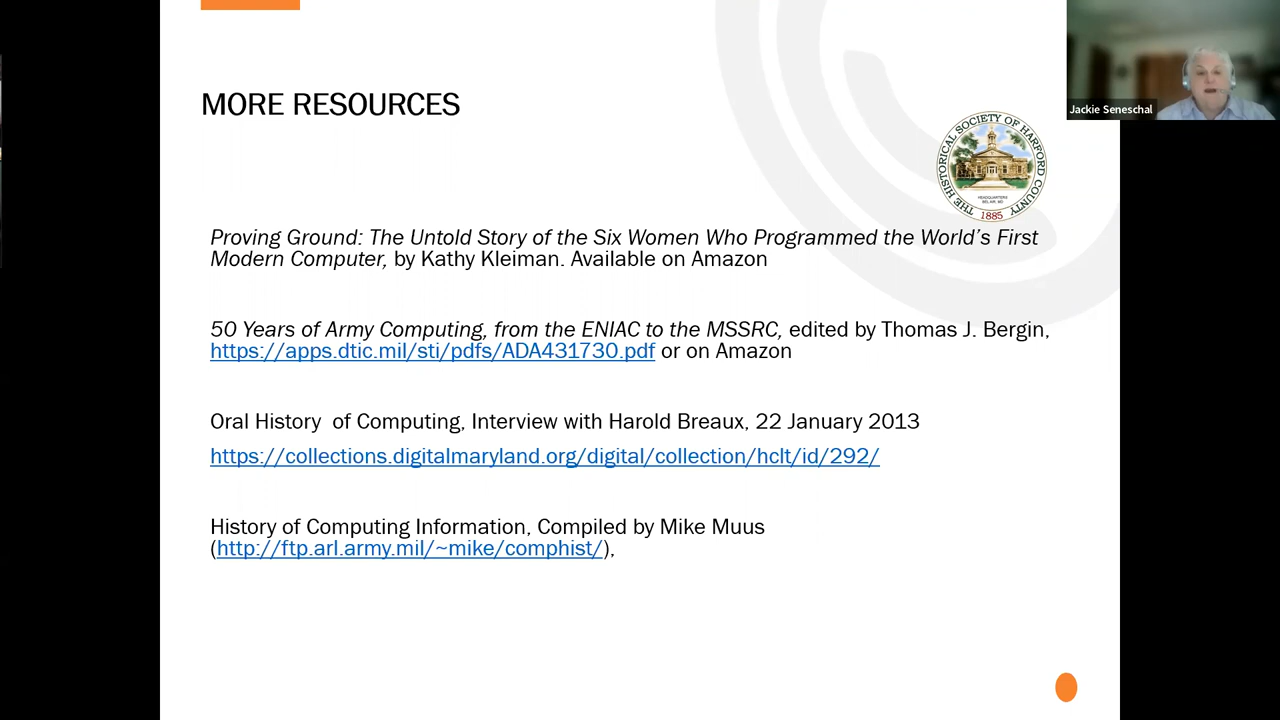 MORE RESOURCES
Jackie Seneschal
THE HISTORICAL SOCIETY OF HARFORD COUNTY
HEADQUARTERS
BEL AIR, MD
1885
Proving Ground: The Untold Story of the Six Women Who Programmed the World's First
Modern Computer, by Kathy Kleiman. Available on Amazon
50 Years of Army Computing, from the ENIAC to the MSSRC, edited by Thomas J. Bergin,
https://apps.dtic.mil/sti/pdfs/ADA431730.pdf or on Amazon
Oral History  of Computing, Interview with Harold Breaux, 22 January 2013
https://collections.digitalmaryland.org/digital/collection/hclt/id/292/
History of Computing Information, Compiled by Mike Muus
(http://ftp.arl.army.mil/~mike/comphist/),